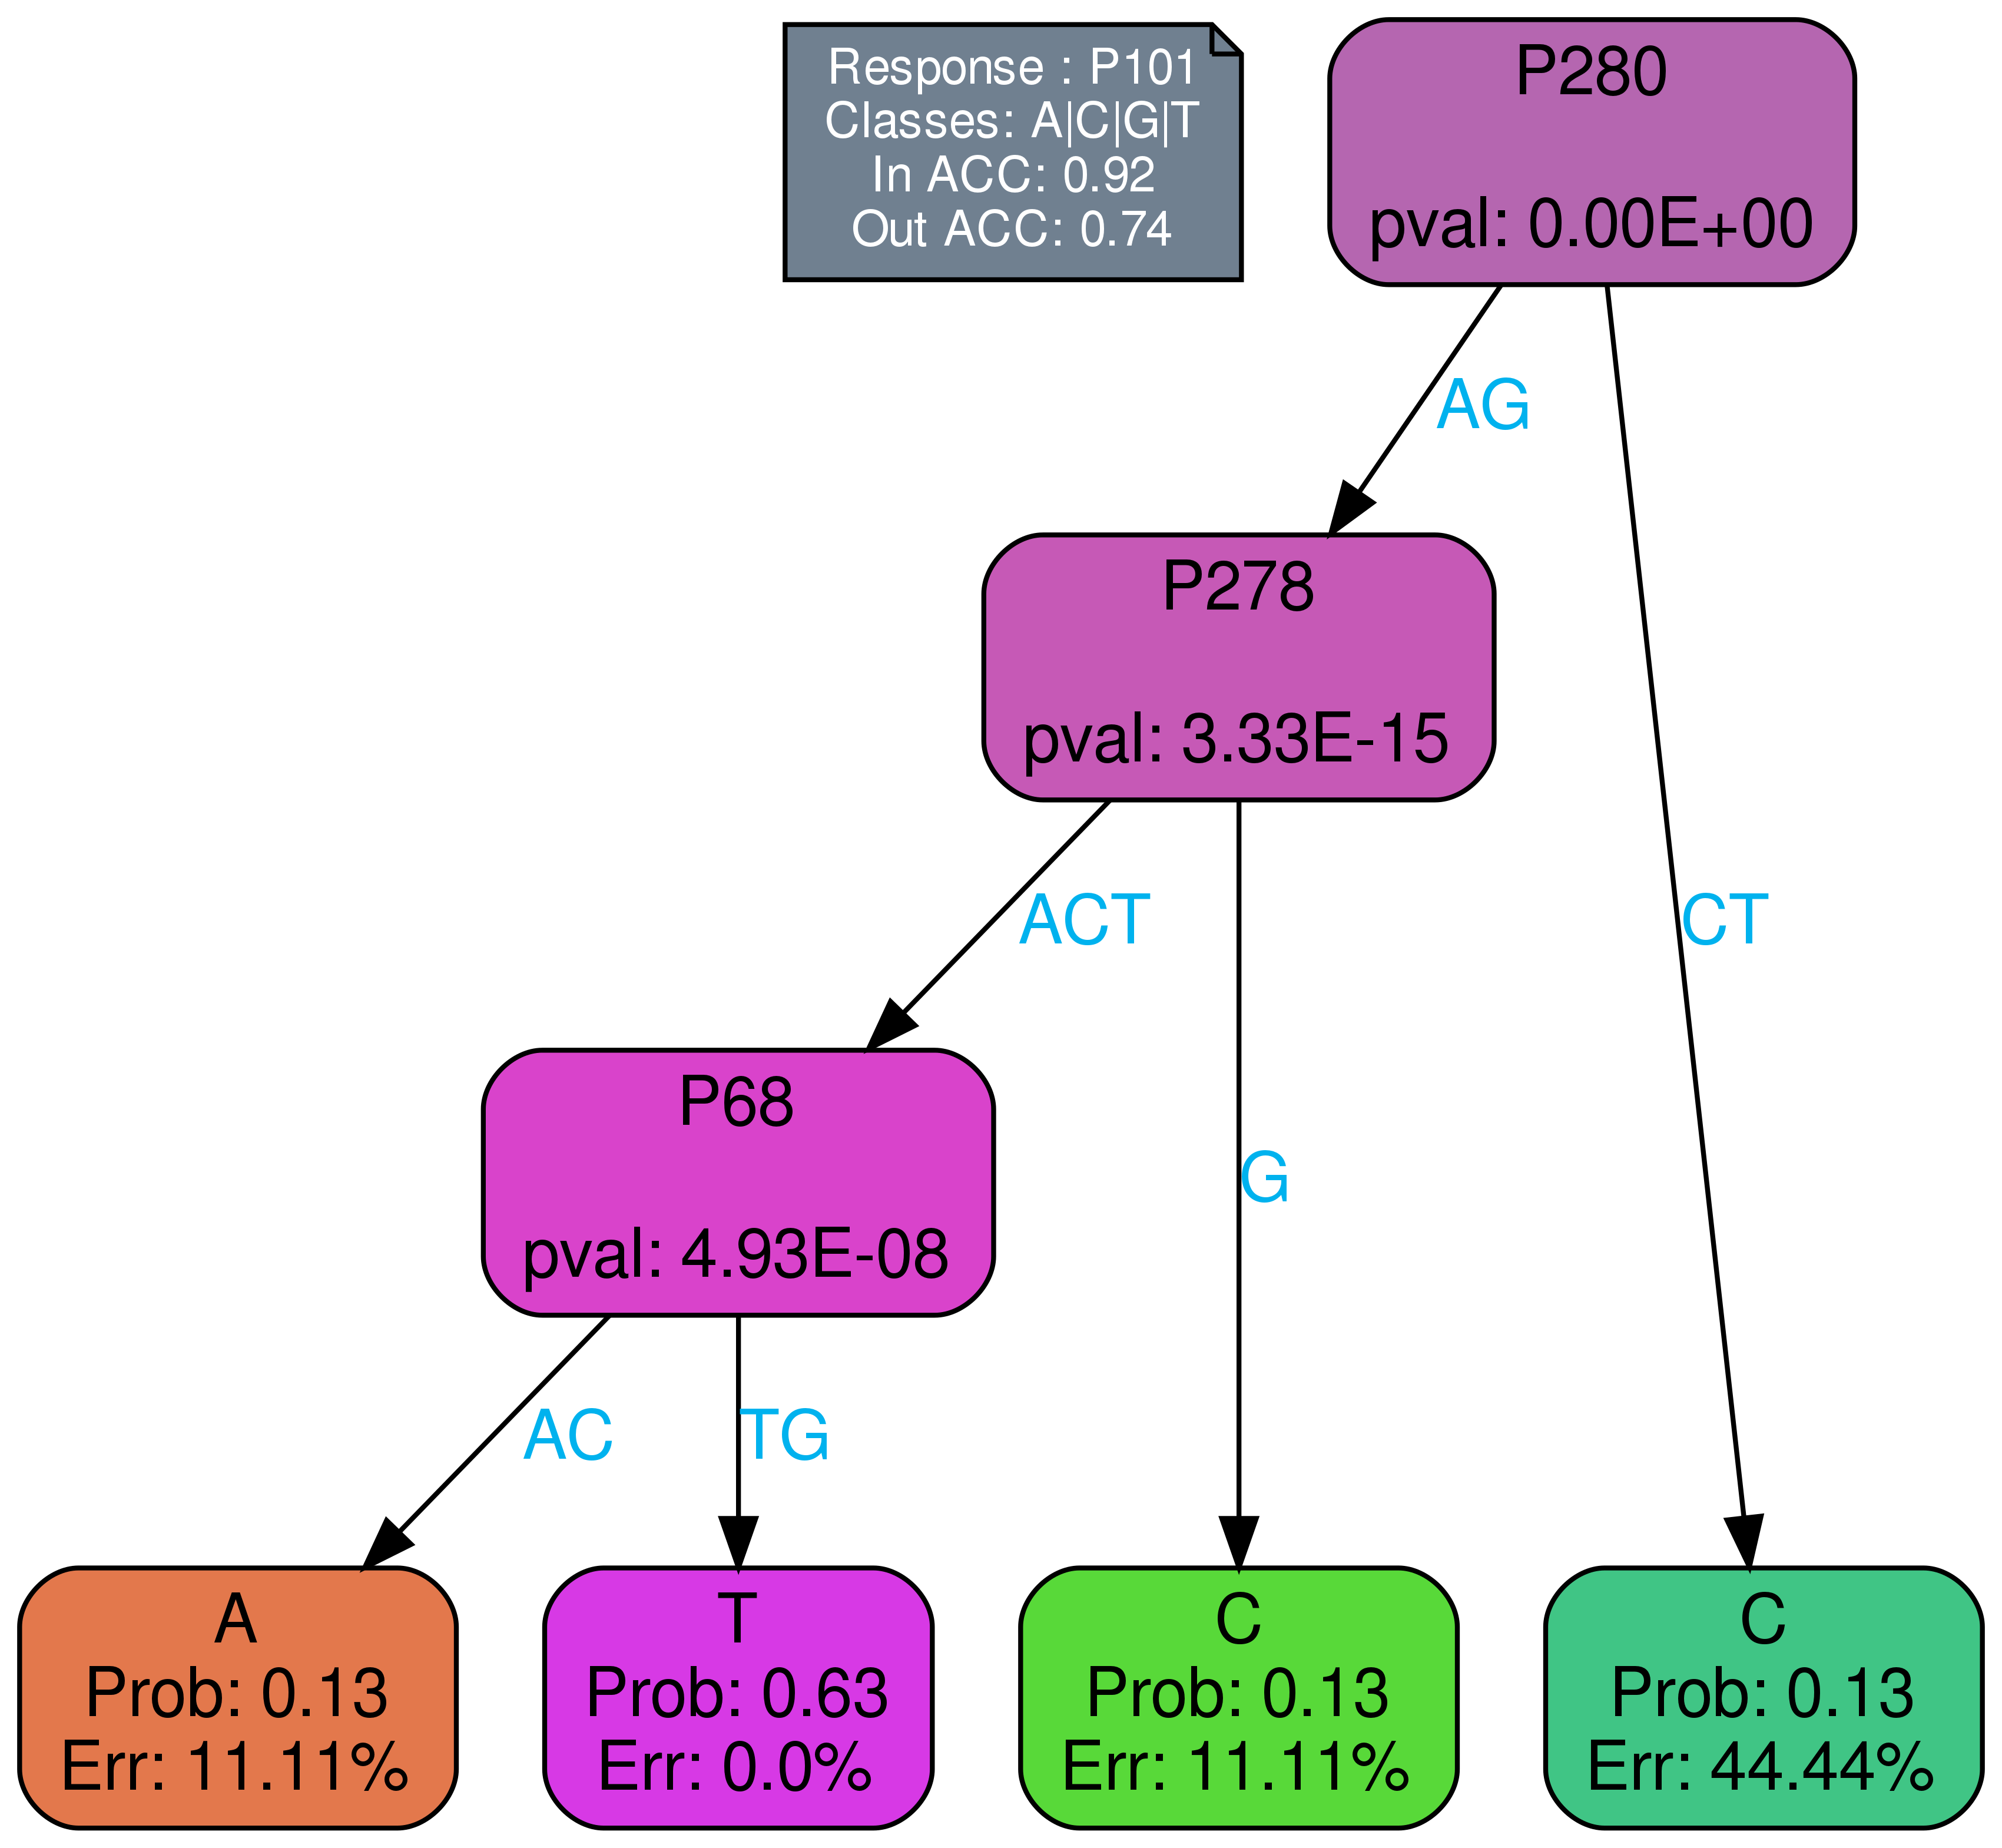 Response : P101
Classes: A|C|G|T
In ACC: 0.92
Out ACC: 0.74
P280
pval: 0.00E+00
AG
P278
pval: 3.33E-15
ACT
CT
P68
pval: 4.93E-08
G
AC
TG
A
Prob: 0.13
Err: 11.11%
T
Prob: 0.63
Err: 0.0%
C
Prob: 0.13
Err: 11.11%
C
Prob: 0.13
Err: 44.44%